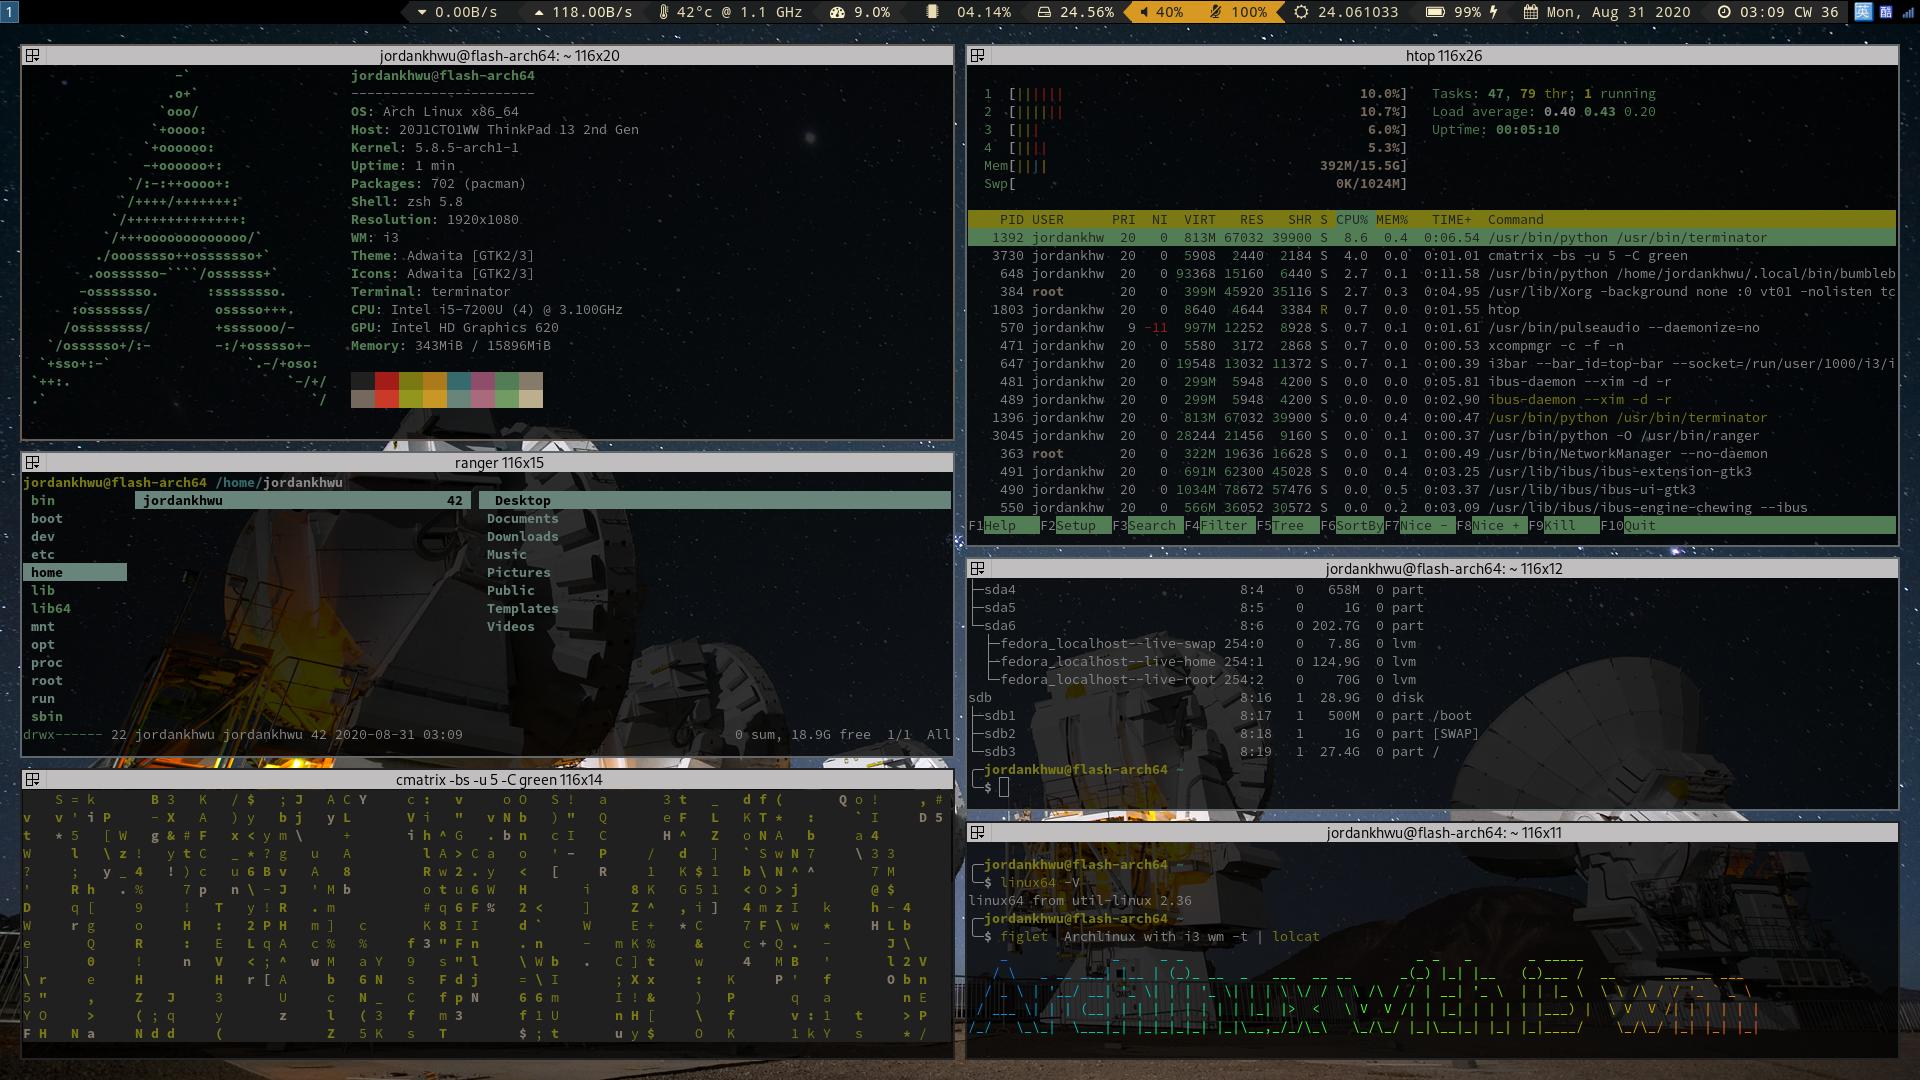 1
0.00B/s 118.00B/s 42°c @ 1.1 GHz 9.0% 04.14% 24.56% 40% 100% 24.061033 99% Mon, Aug 31 2020 03:09 CW 36 英 酷
jordankhwu@flash-arch64: ~ 116x20
jordankhwu@flash-arch64
-----------------------
OS: Arch Linux x86_64
Host: 20J1CTO1WW ThinkPad 13 2nd Gen
Kernel: 5.8.5-arch1-1
Uptime: 1 min
Packages: 702 (pacman)
Shell: zsh 5.8
Resolution: 1920x1080
WM: i3
Theme: Adwaita [GTK2/3]
Icons: Adwaita [GTK2/3]
Terminal: terminator
CPU: Intel i5-7200U (4) @ 3.100GHz
GPU: Intel HD Graphics 620
Memory: 343MiB / 15896MiB
ranger 116x15
jordankhwu@flash-arch64 /home/jordankhwu
bin jordankhwu 42 Desktop
boot Documents
dev Downloads
etc Music
home Pictures
lib Public
lib64 Templates
mnt Videos
opt
proc
root
run
sbin
drwx------ 22 jordankhwu jordankhwu 42 2020-08-31 03:09 0 sum, 18.9G free 1/1 All
cmatrix -bs -u 5 -C green 116x14
htop 116x26
1 [|||||| 10.0%] Tasks: 47, 79 thr; 1 running
2 [|||||| 10.7%] Load average: 0.40 0.43 0.20
3 [||| 6.0%] Uptime: 00:05:10
4 [|||| 5.3%]
Mem[|||| 392M/15.5G]
Swp[ 0K/1024M]
PID USER PRI NI VIRT RES SHR S CPU% MEM% TIME+ Command
1392 jordankhw 20 0 813M 67032 39900 S 8.6 0.4 0:06.54 /usr/bin/python /usr/bin/terminator
3730 jordankhw 20 0 5908 2440 2184 S 4.0 0.0 0:01.01 cmatrix -bs -u 5 -C green
648 jordankhw 20 0 93368 15160 6440 S 2.7 0.1 0:11.58 /usr/bin/python /home/jordankhwu/.local/bin/bumbleb
384 root 20 0 399M 45920 35116 S 2.7 0.3 0:04.95 /usr/lib/Xorg -background none :0 vt01 -nolisten tc
1803 jordankhw 20 0 8640 4644 3384 R 0.7 0.0 0:01.55 htop
570 jordankhw 9 -11 997M 12252 8928 S 0.7 0.1 0:01.61 /usr/bin/pulseaudio --daemonize=no
471 jordankhw 20 0 5580 3172 2868 S 0.7 0.0 0:00.53 xcompmgr -c -f -n
647 jordankhw 20 0 19548 13032 11372 S 0.7 0.1 0:00.39 i3bar --bar_id=top-bar --socket=/run/user/1000/i3/i
481 jordankhw 20 0 299M 5948 4200 S 0.0 0.0 0:05.81 ibus-daemon --xim -d -r
489 jordankhw 20 0 299M 5948 4200 S 0.0 0.0 0:02.90 ibus-daemon --xim -d -r
1396 jordankhw 20 0 813M 67032 39900 S 0.0 0.4 0:00.47 /usr/bin/python /usr/bin/terminator
3045 jordankhw 20 0 28244 21456 9160 S 0.0 0.1 0:00.37 /usr/bin/python -O /usr/bin/ranger
363 root 20 0 322M 19636 16628 S 0.0 0.1 0:00.49 /usr/bin/NetworkManager --no-daemon
491 jordankhw 20 0 691M 62300 45028 S 0.0 0.4 0:03.25 /usr/lib/ibus/ibus-extension-gtk3
490 jordankhw 20 0 1034M 78672 57476 S 0.0 0.5 0:03.37 /usr/lib/ibus/ibus-ui-gtk3
550 jordankhw 20 0 566M 36052 30572 S 0.0 0.2 0:03.09 /usr/lib/ibus/ibus-engine-chewing --ibus
F1Help F2Setup F3Search F4Filter F5Tree F6SortBy F7Nice - F8Nice + F9Kill F10Quit
jordankhwu@flash-arch64: ~ 116x12
├─sda4 8:4 0 658M 0 part
├─sda5 8:5 0 1G 0 part
└─sda6 8:6 0 202.7G 0 part
├─fedora_localhost--live-swap 254:0 0 7.8G 0 lvm
├─fedora_localhost--live-home 254:1 0 124.9G 0 lvm
└─fedora_localhost--live-root 254:2 0 70G 0 lvm
sdb 8:16 1 28.9G 0 disk
├─sdb1 8:17 1 500M 0 part /boot
├─sdb2 8:18 1 1G 0 part [SWAP]
└─sdb3 8:19 1 27.4G 0 part /
╭─jordankhwu@flash-arch64 ~
╰─$
jordankhwu@flash-arch64: ~ 116x11
╭─jordankhwu@flash-arch64 ~
╰─$ linux64 -V
linux64 from util-linux 2.36
╭─jordankhwu@flash-arch64 ~
╰─$ figlet Archlinux with i3 wm -t | lolcat
Archlinux with i3 wm